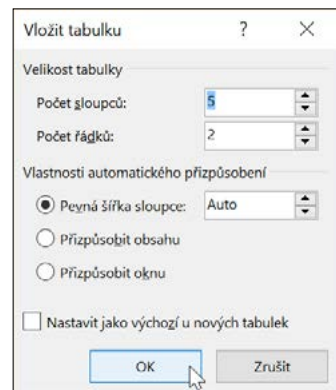 Vložit tabulku ?
Velikost tabulky
Počet sloupců: 5
Počet řádků: 2
Vlastnosti automatického přizpůsobení
Pevná šířka sloupce: Auto
Přizpůsobit obsahu
Přizpůsobit oknu
Nastavit jako výchozí u nových tabulek
OK Zrušit